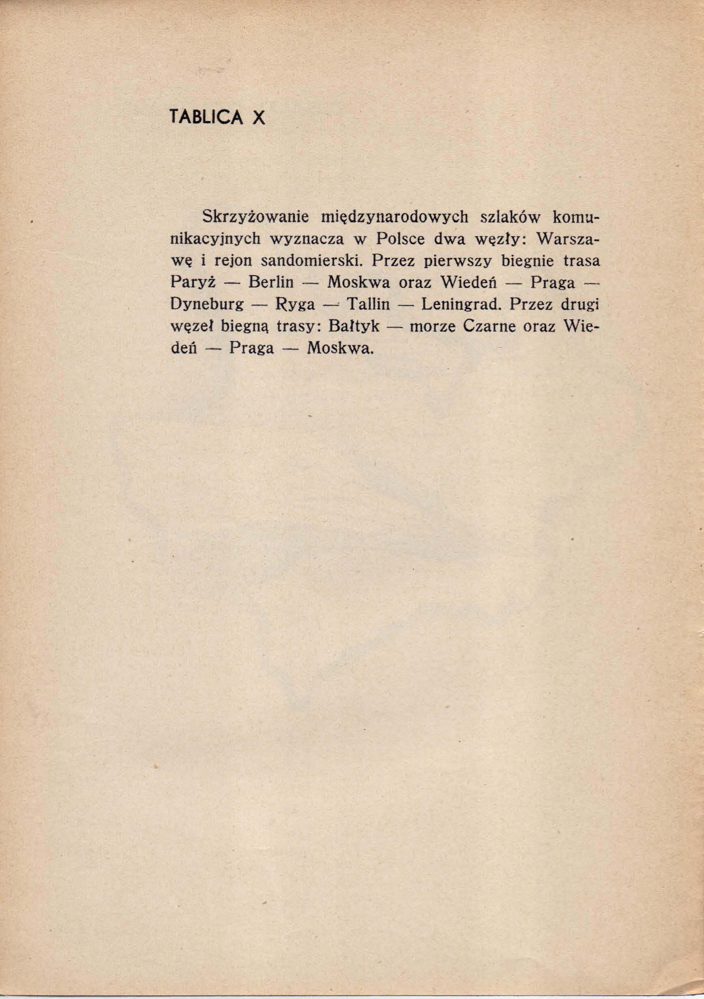 TABLICA X
Skrzyżowanie międzynarodowych szlaków komu-
nikacyjnych wyznacza w Polsce dwa węzły: Warsza-
wę i rejon sandomierski. Przez pierwszy biegnie trasa
Paryż — Berlin — Moskwa oraz Wiedeń — Praga —
Dyneburg — Ryga — Tallin — Leningrad. Przez drugi
węzeł biegną trasy: Bałtyk — morze Czarne oraz Wie-
deń — Praga — Moskwa.